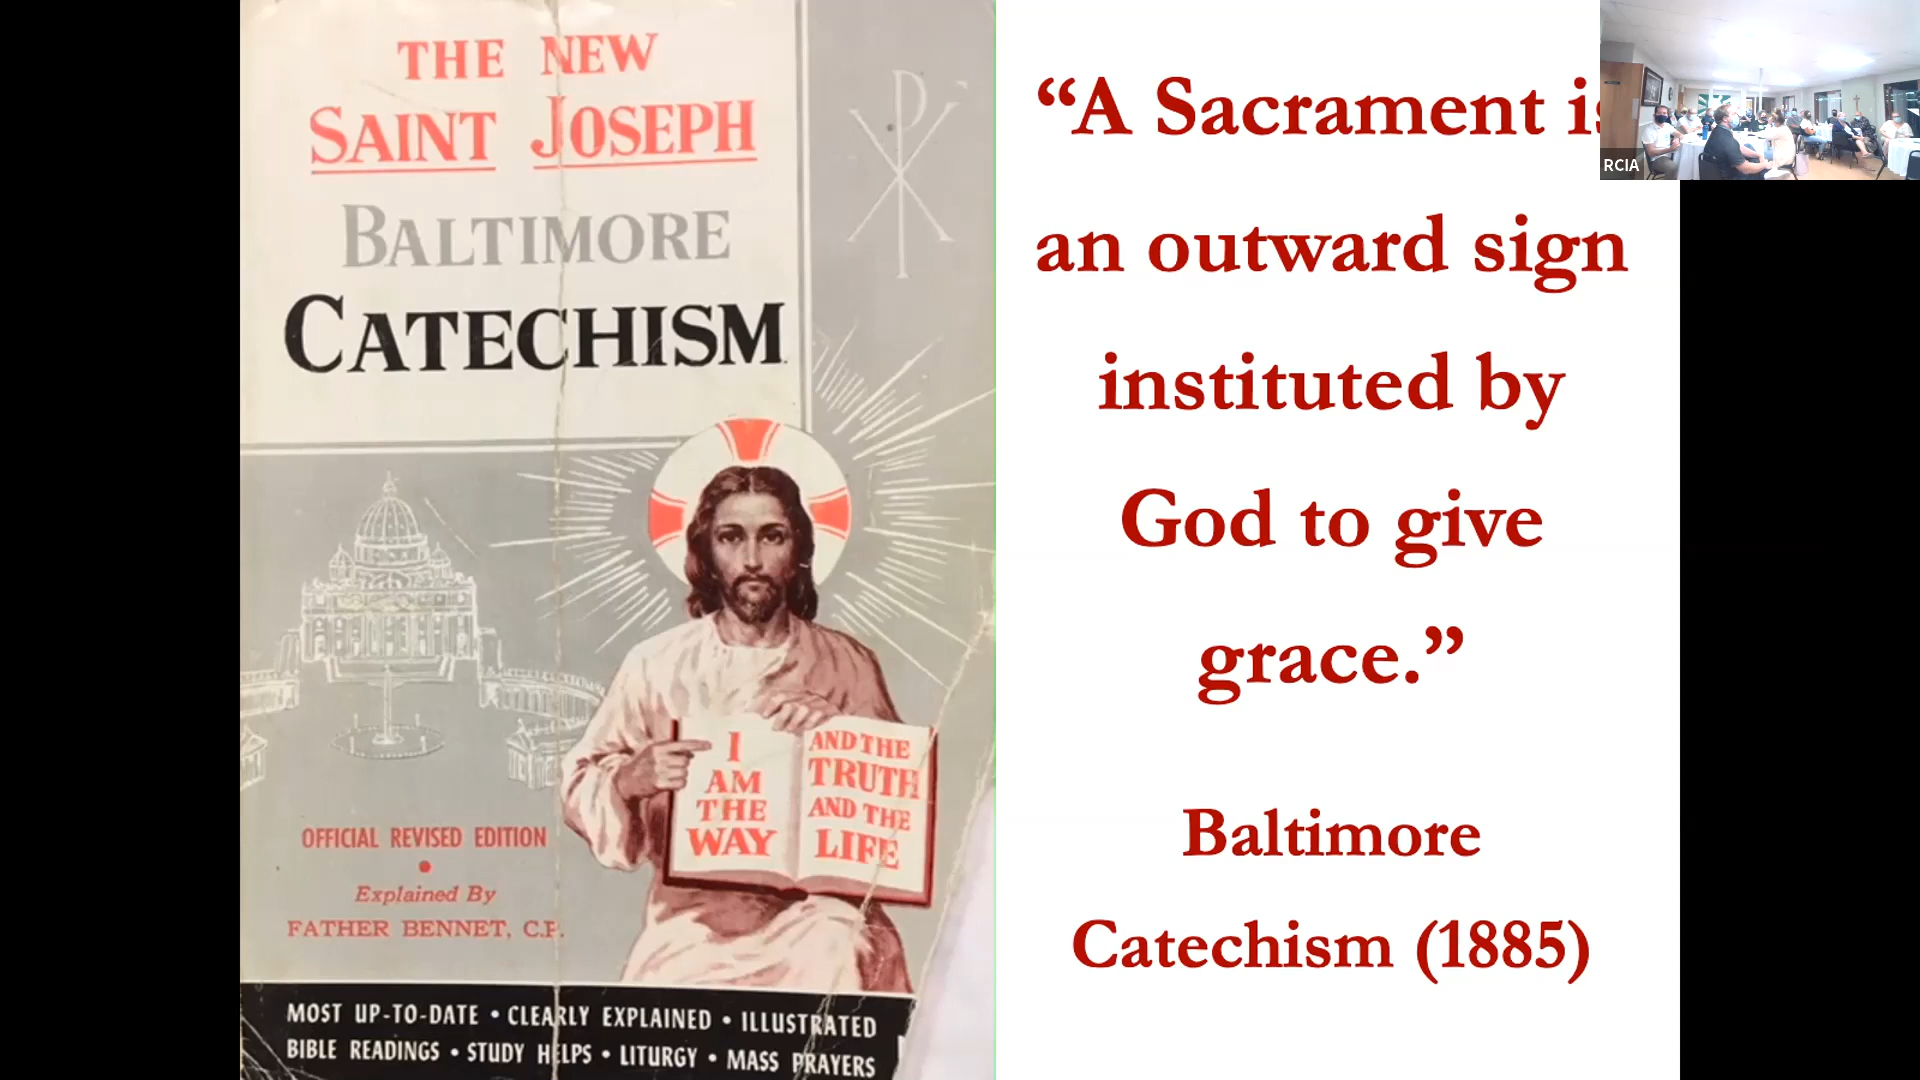 THE NEW
SAINT JOSEPH
BALTIMORE
CATECHISM
I
AM
THE
WAY
AND THE
TRUTH
AND THE
LIFE
OFFICIAL REVISED EDITION
Explained By
FATHER BENNET, C.P.
MOST UP-TO-DATE • CLEARLY EXPLAINED • ILLUSTRATED
BIBLE READINGS • STUDY HELPS • LITURGY • MASS PRAYERS
“A Sacrament is
an outward sign
instituted by
God to give
grace.”
Baltimore
Catechism (1885)
RCIA